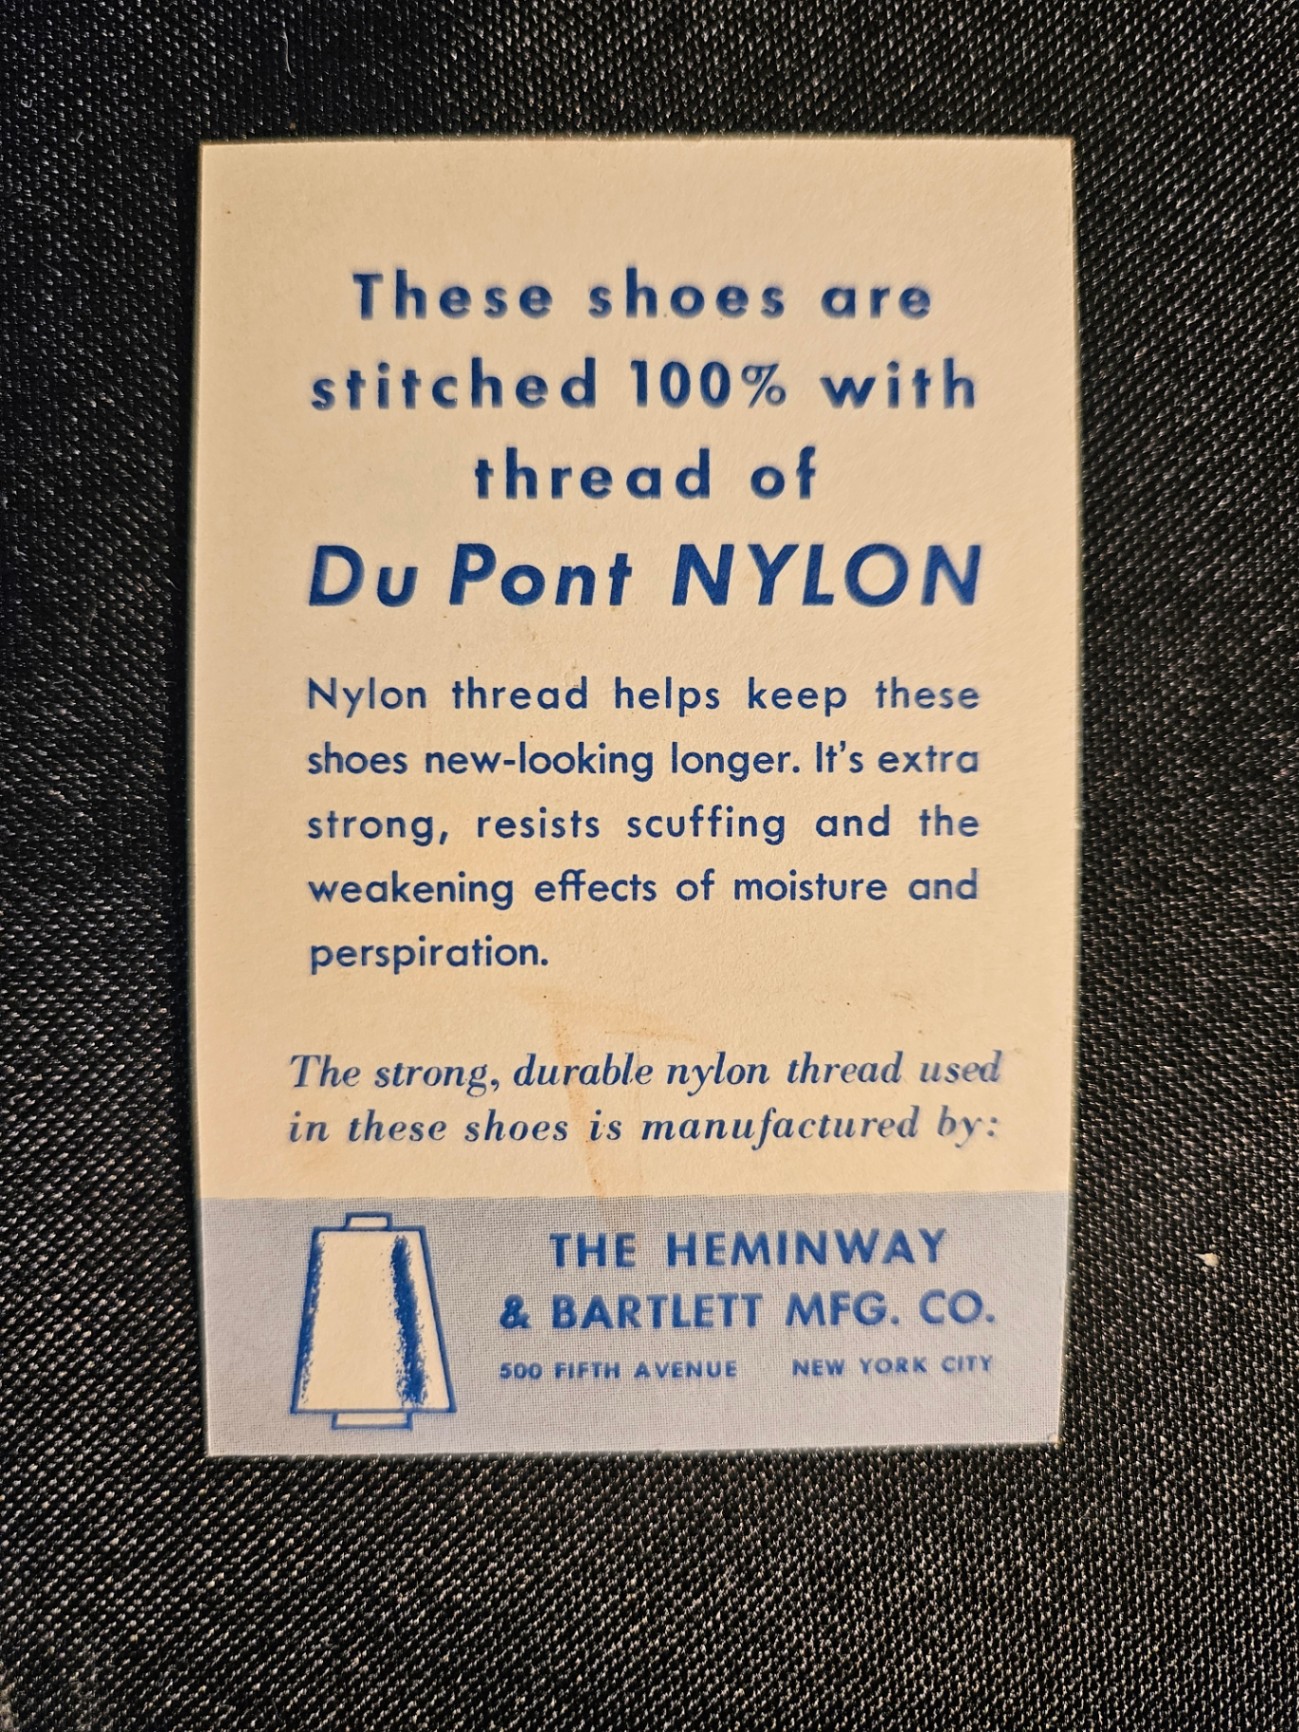 These shoes are
stitched 100% with
thread of
Du Pont NYLON
Nylon thread helps keep these
shoes new-looking longer. It's extra
strong, resists scuffing and the
weakening effects of moisture and
perspiration.
The strong, durable nylon thread used
in these shoes is manufactured by:
THE HEMINWAY
& BARTLETT MFG. CO.
500 FIFTH AVENUE NEW YORK CITY